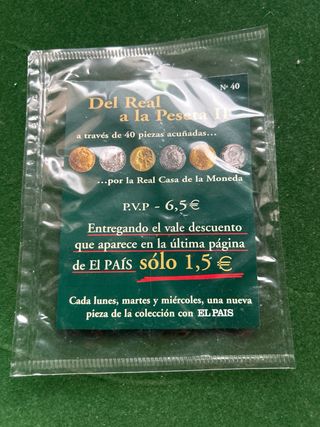 Nº 40
Del Real
a la Peseta II
a través de 40 piezas acuñadas...
...por la Real Casa de la Moneda
P.V.P - 6,5€
Entregando el vale descuento
que aparece en la última página
de El PAÍS sólo 1,5€
Cada lunes, martes y miércoles, una nueva
pieza de la colección con EL PAIS